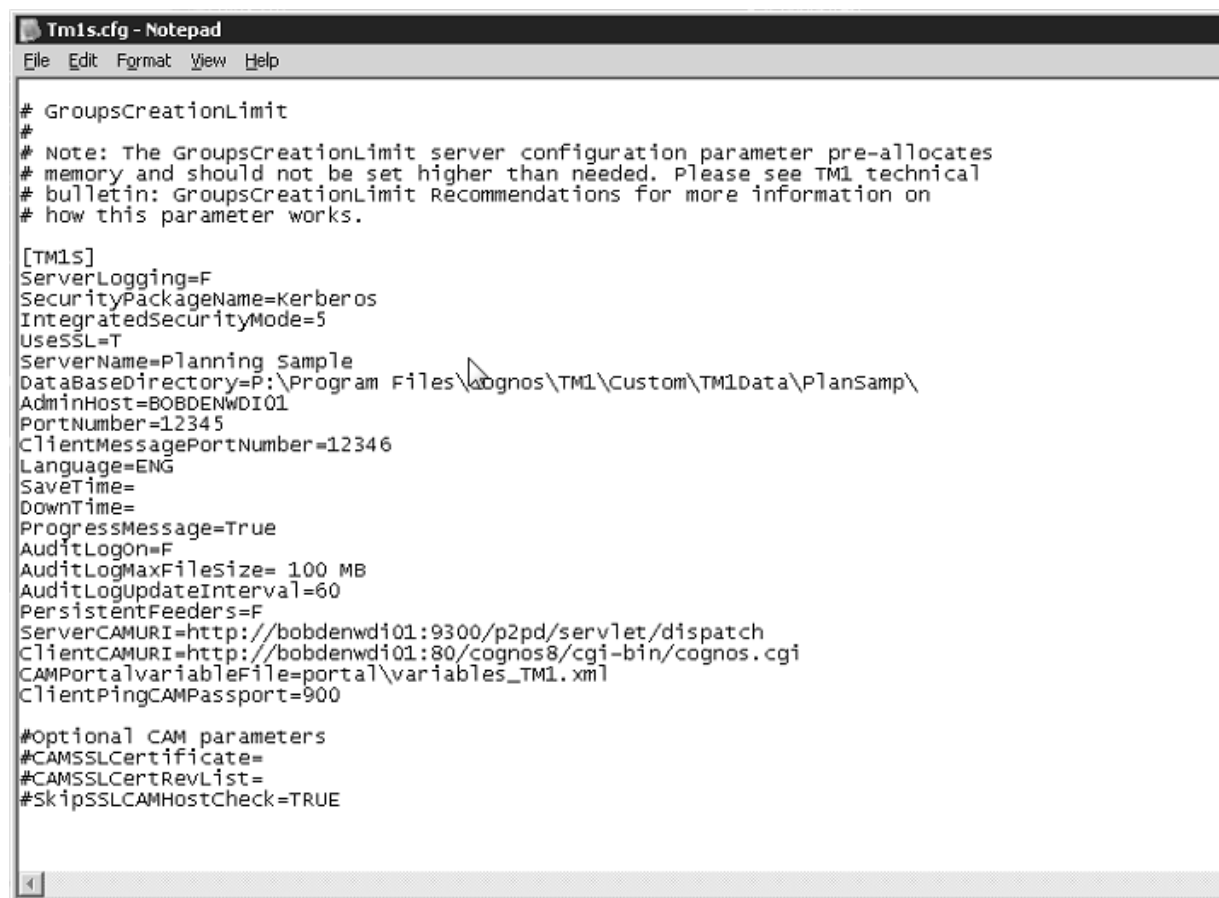 Tm1s.cfg - Notepad
File Edit Format View Help
# GroupsCreationLimit
#
# Note: The GroupsCreationLimit server configuration parameter pre-allocates
# memory and should not be set higher than needed. Please see TM1 technical
# bulletin: GroupsCreationLimit Recommendations for more information on
# how this parameter works.
[TM1S]
ServerLogging=F
SecurityPackageName=Kerberos
IntegratedSecurityMode=5
UseSSL=T
ServerName=Planning Sample
DataBaseDirectory=P:\Program Files\Cognos\TM1\Custom\TM1Data\PlanSamp\
AdminHost=BOBDENWDI01
PortNumber=12345
ClientMessagePortNumber=12346
Language=ENG
SaveTime=
DownTime=
ProgressMessage=True
AuditLogOn=F
AuditLogMaxFileSize= 100 MB
AuditLogUpdateInterval=60
PersistentFeeders=F
ServerCAMURI=http://bobdenwdi01:9300/p2pd/servlet/dispatch
ClientCAMURI=http://bobdenwdi01:80/cognos8/cgi-bin/cognos.cgi
CAMPortalVariableFile=portal\variables_TM1.xml
ClientPingCAMPassport=900
#Optional CAM parameters
#CAMSSLCertificate=
#CAMSSLCertRevList=
#SkipSSLCAMHostCheck=TRUE